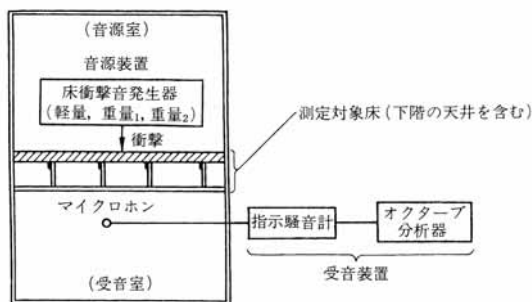 (音源室)
音源装置
床衝撃音発生器
(軽量, 重量₁, 重量₂)
衝撃
測定対象床(下階の天井を含む)
マイクロホン
指示騒音計
オクターブ
分析器
受音装置
(受音室)